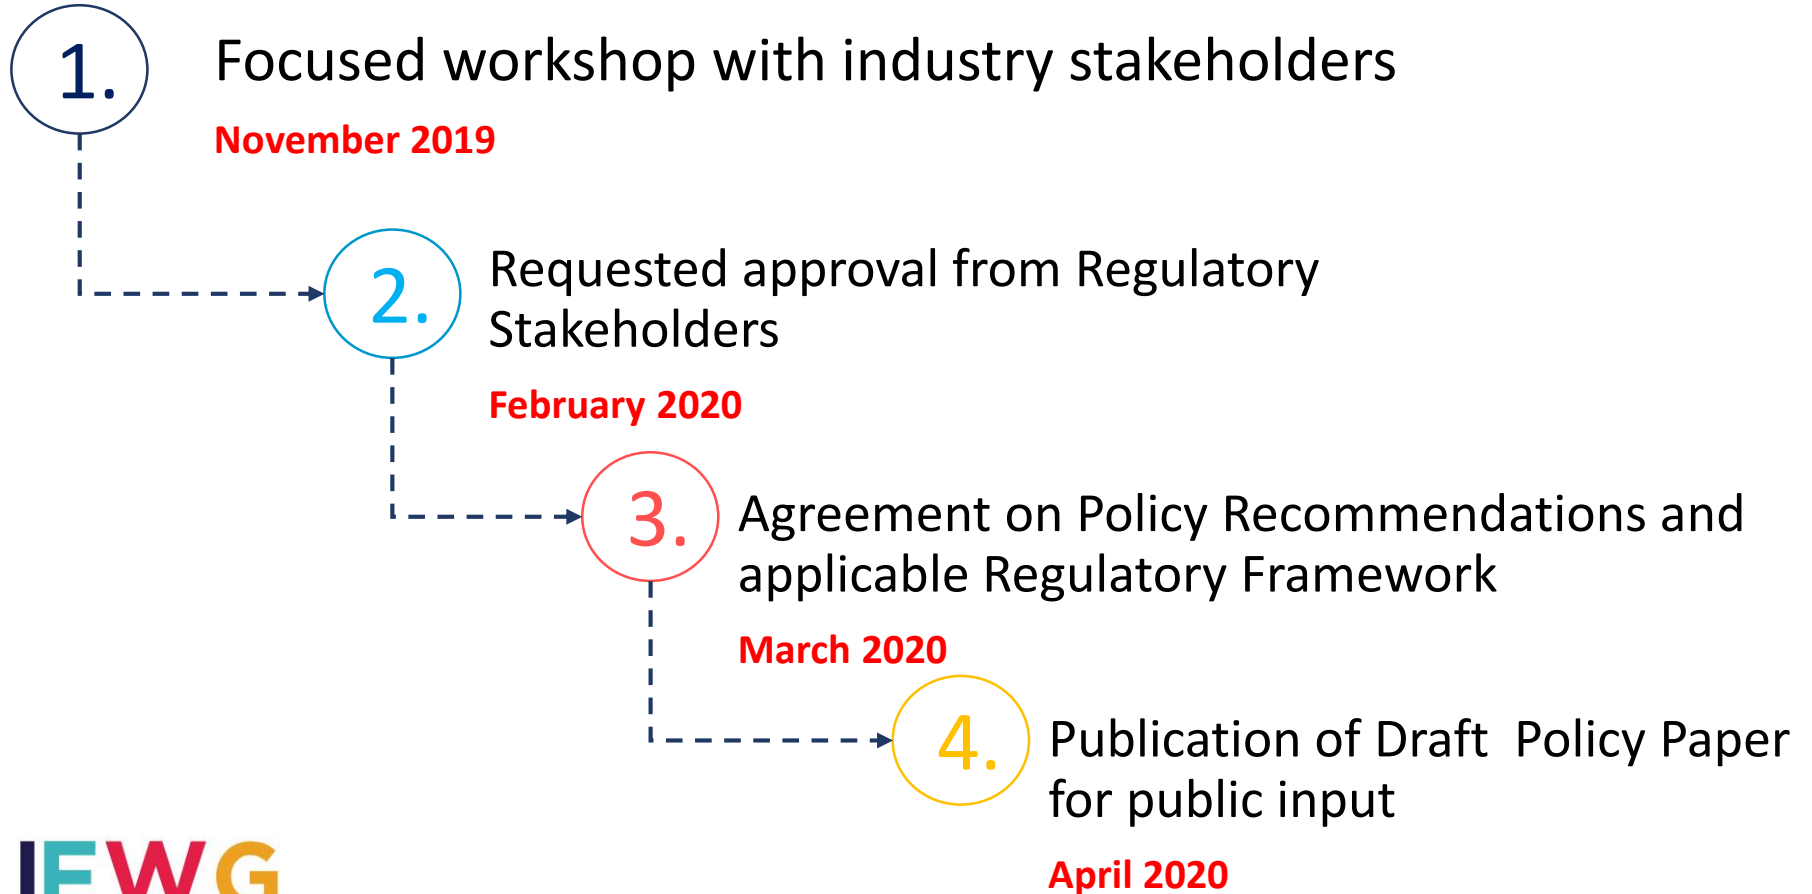 1.
Focused workshop with industry stakeholders
November 2019
2.
Requested approval from Regulatory
Stakeholders
February 2020
3.
Agreement on Policy Recommendations and
applicable Regulatory Framework
March 2020
4.
Publication of Draft  Policy Paper
for public input
April 2020
IFWG